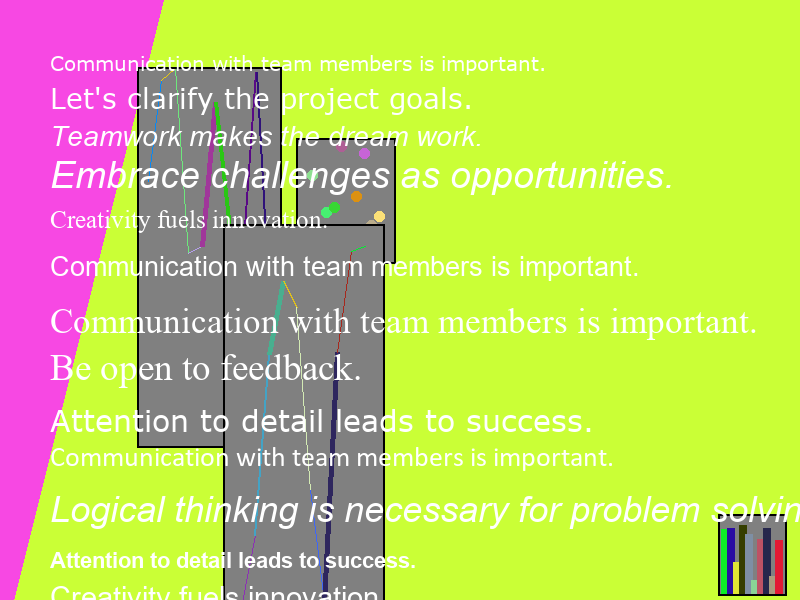 Communication with team members is important.
Let's clarify the project goals.
Teamwork makes the dream work.
Embrace challenges as opportunities.
Creativity fuels innovation.
Communication with team members is important.
Communication with team members is important.
Be open to feedback.
Attention to detail leads to success.
Communication with team members is important.
Logical thinking is necessary for problem solvin
Attention to detail leads to success.
Creativity fuels innovation.